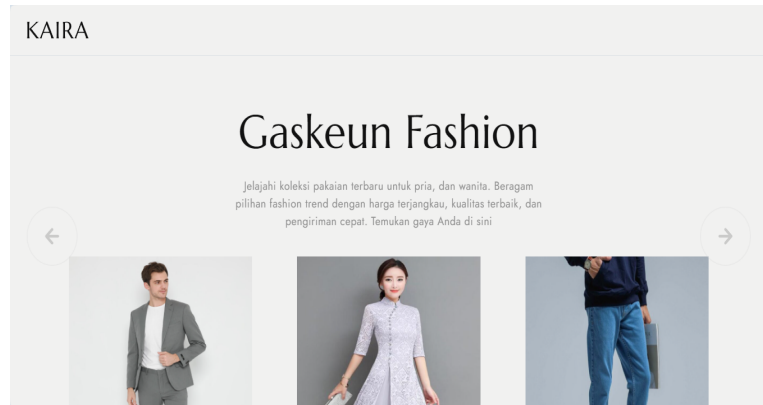 KAIRA
Gaskeun Fashion
Jelajahi koleksi pakaian terbaru untuk pria, dan wanita. Beragam
pilihan fashion trend dengan harga terjangkau, kualitas terbaik, dan
pengiriman cepat. Temukan gaya Anda di sini